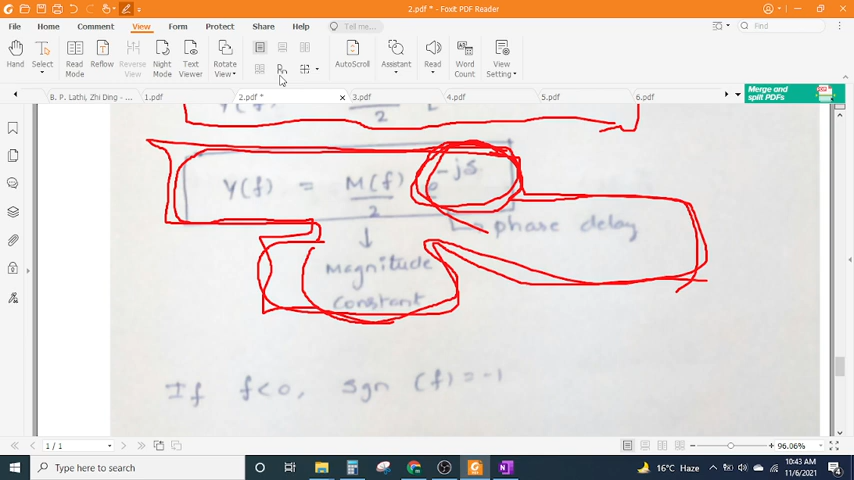 2.pdf * - Foxit PDF Reader
File Home Comment View Form Protect Share Help Tell me... Find
Hand Select Read Mode Reflow Reverse View Night Mode Text Viewer Rotate View AutoScroll Assistant Read Word Count View Setting
B. P. Lathi, Zhi Ding - ... 1.pdf 2.pdf * 3.pdf 4.pdf 5.pdf 6.pdf Merge and split PDFs
Y(f) 2
Y(f) = M(f)/2 e -jδ
phase delay
Magnitude
constant
If f<0, sgn (f) = -1
1 / 1 96.06%
Type here to search 16°C Haze 10:43 AM
11/6/2021